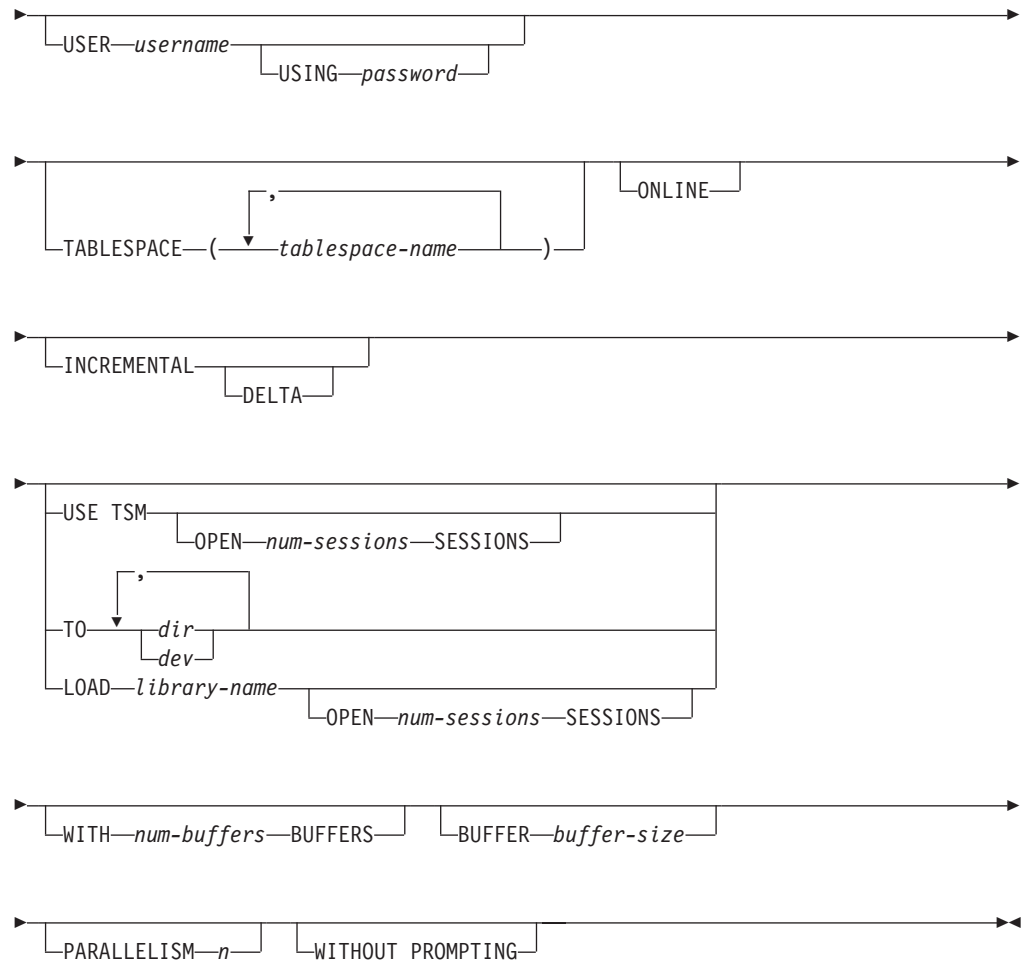 USER username
USING password
,
ONLINE
TABLESPACE ( tablespace-name )
INCREMENTAL
DELTA
USE TSM
OPEN num-sessions SESSIONS
,
TO dir
dev
LOAD library-name
OPEN num-sessions SESSIONS
WITH num-buffers BUFFERS BUFFER buffer-size
PARALLELISM n WITHOUT PROMPTING